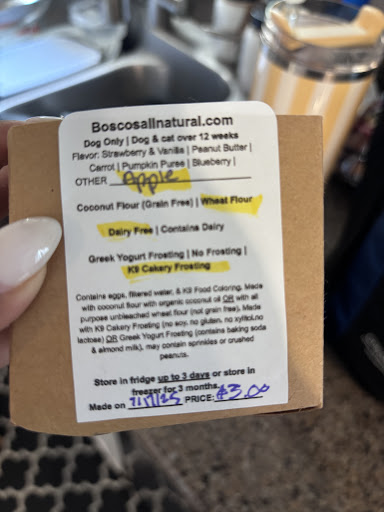 Boscosallnatural.com
Dog Only | Dog & cat over 12 weeks
Flavor: Strawberry & Vanilla | Peanut Butter |
Carrot | Pumpkin Puree | Blueberry |
OTHER Apple
Coconut Flour (Grain Free) | Wheat Flour
Dairy Free | Contains Dairy
Greek Yogurt Frosting | No Frosting |
K9 Cakery Frosting
Contains eggs, filtered water, & K9 Food Coloring. Made
with coconut flour with organic coconut oil OR with all
purpose unbleached wheat flour (not grain free). Made
with K9 Cakery Frosting (no soy, no gluten, no xylitol,no
lactose) OR Greek Yogurt Frosting (contains baking soda
& almond milk), may contain sprinkles or crushed
peanuts.
Store in fridge up to 3 days or store in
freezer for 3 months.
Made on PRICE: $3.00